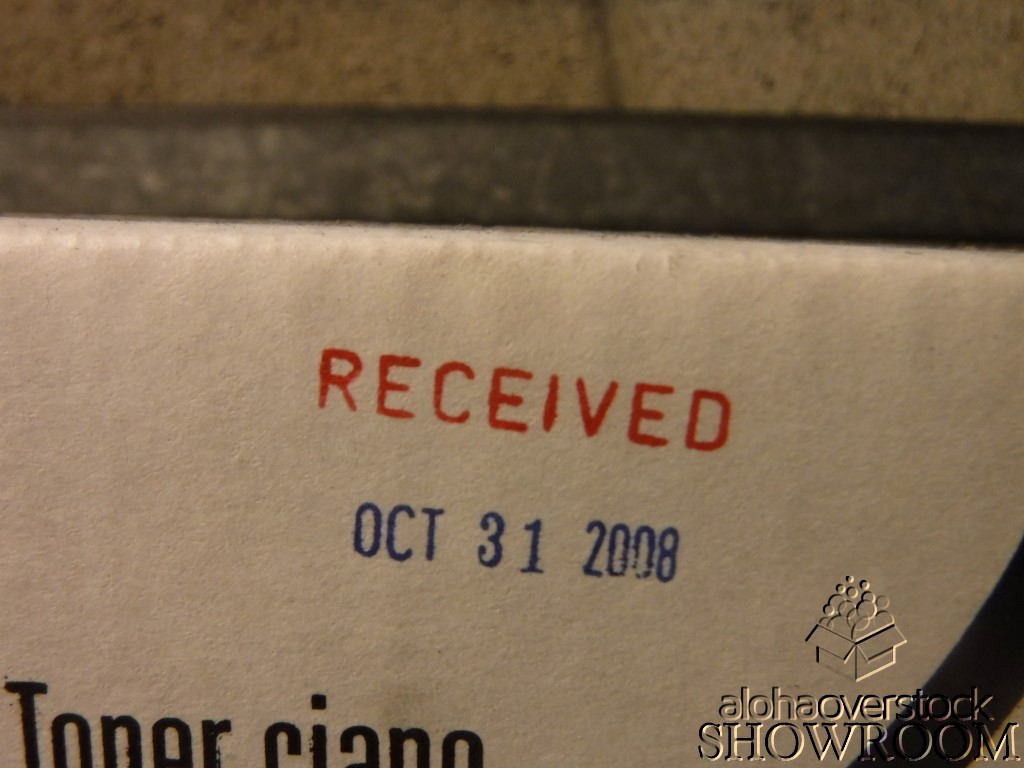 RECEIVED
OCT 31 2008
Toner ciano
alohaoverstock
SHOWROOM